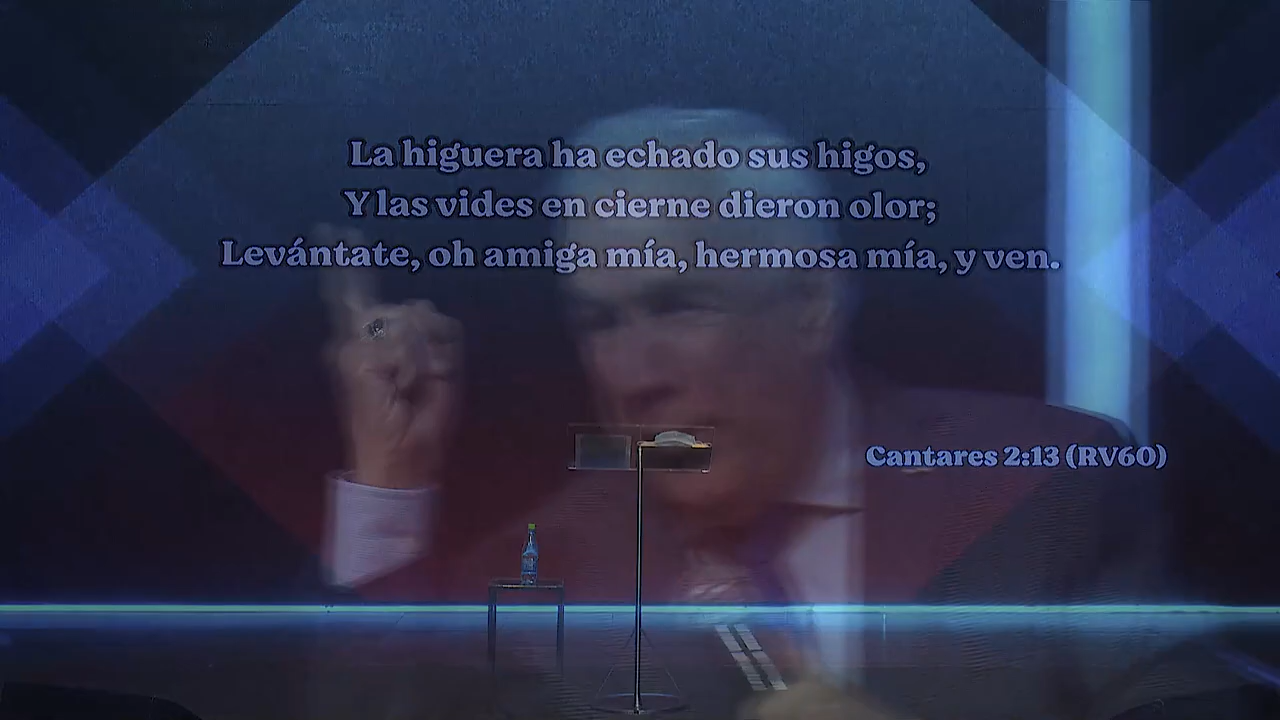 La higuera ha echado sus higos,
Y las vides en cierne dieron olor;
Levántate, oh amiga mía, hermosa mía, y ven.
Cantares 2:13 (RV60)